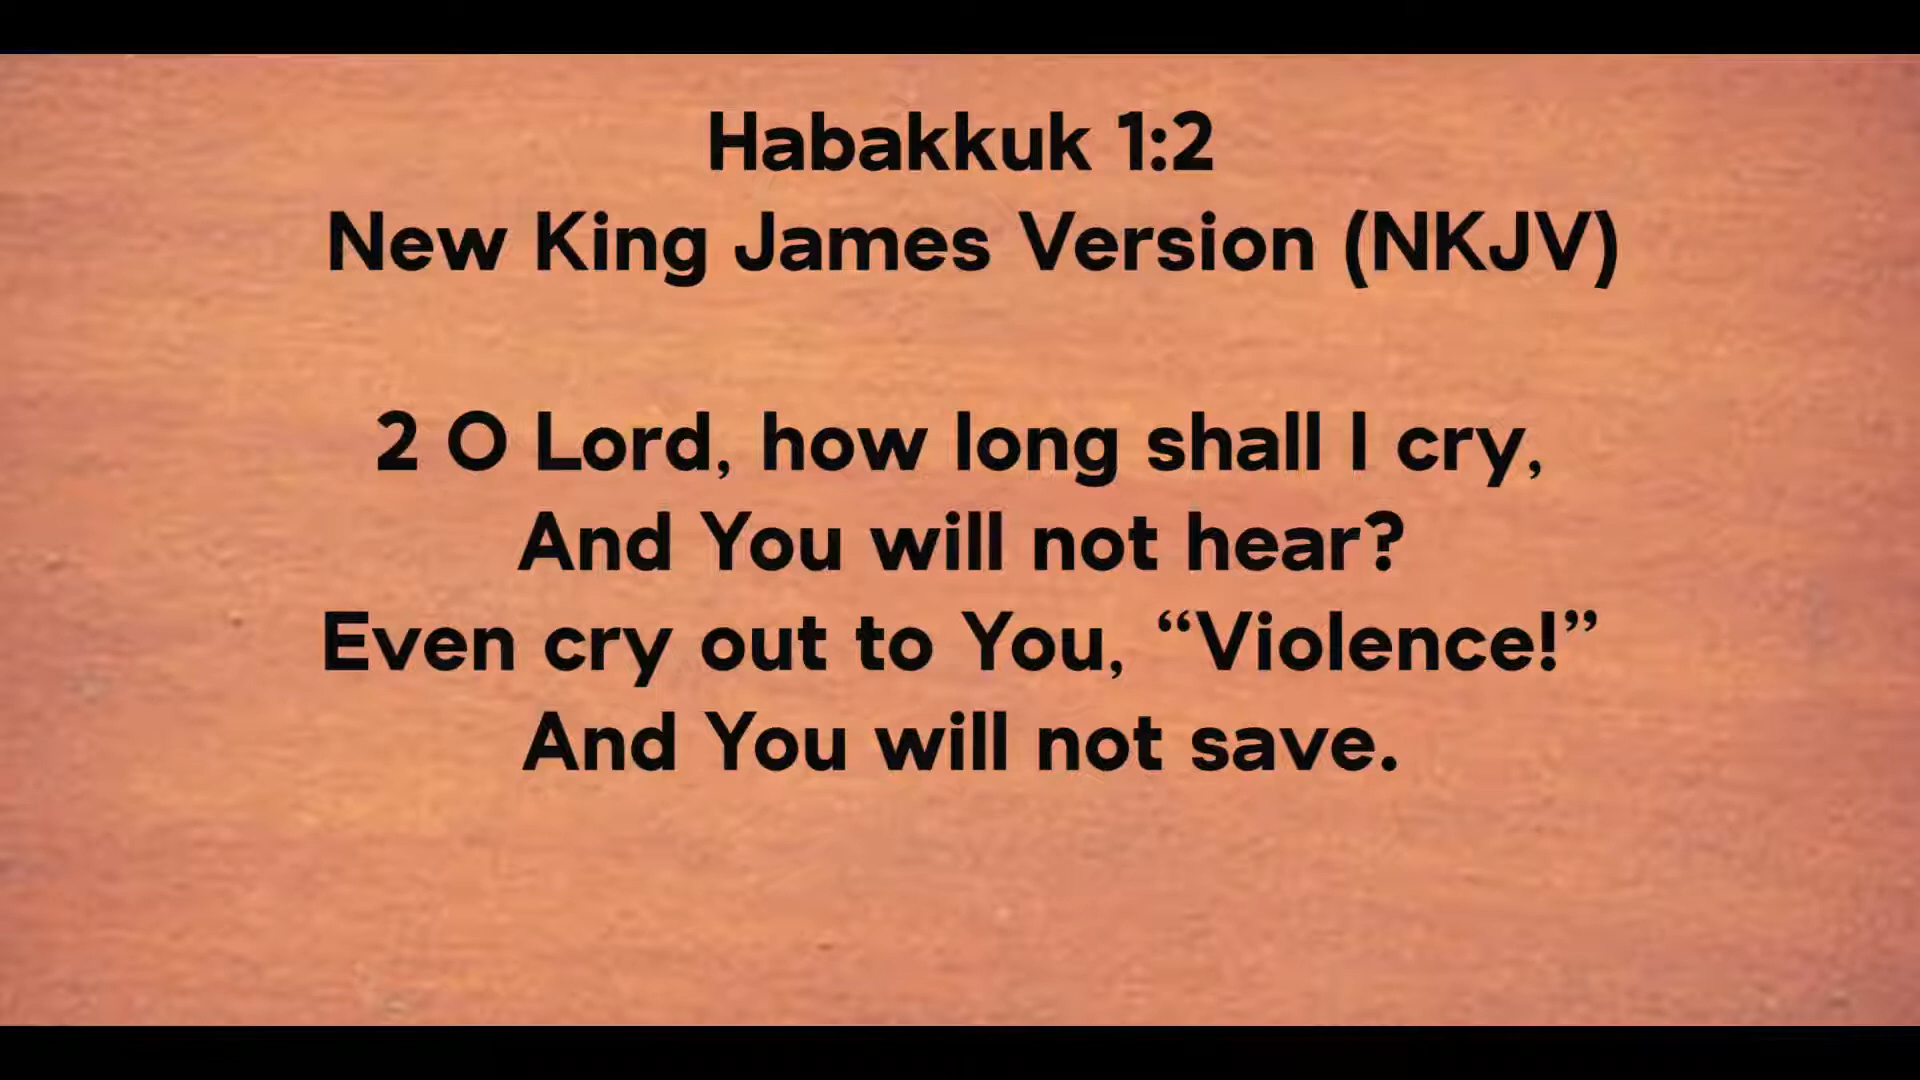 Habakkuk 1:2
New King James Version (NKJV)
2 O Lord, how long shall I cry,
And You will not hear?
Even cry out to You, “Violence!”
And You will not save.